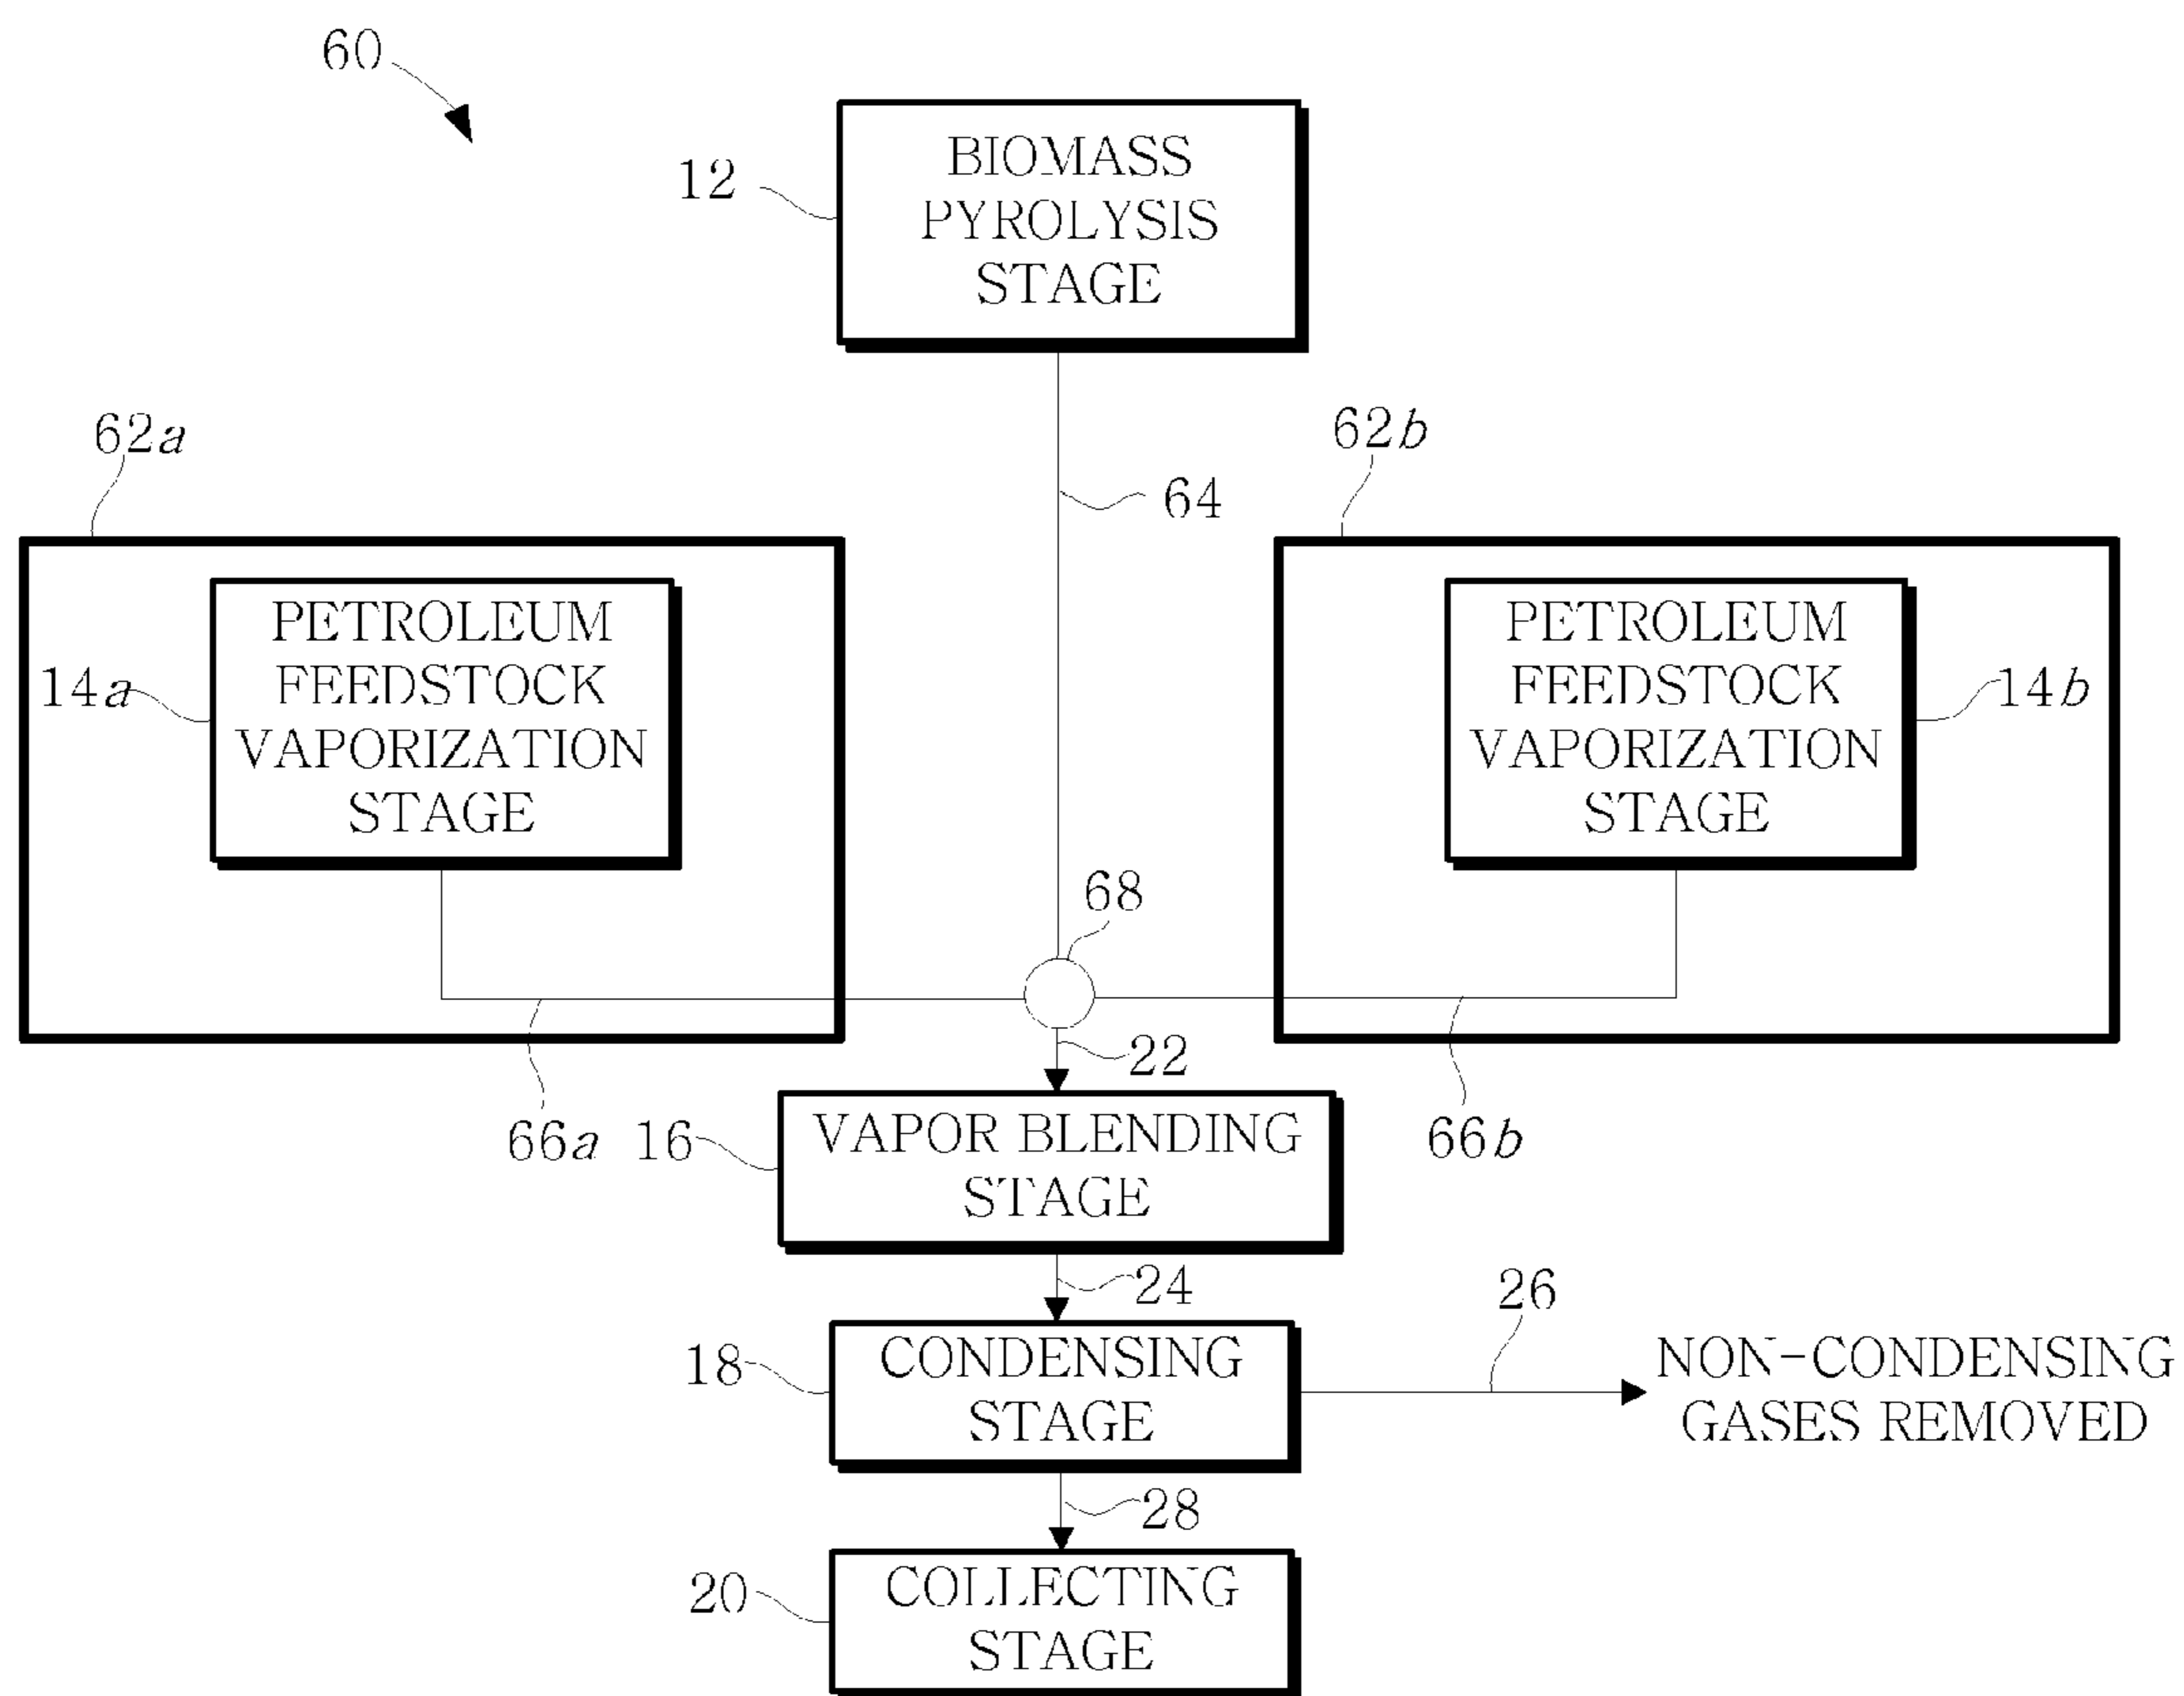 60
12
BIOMASS
PYROLYSIS
STAGE
62a
62b
64
14a
PETROLEUM
FEEDSTOCK
VAPORIZATION
STAGE
PETROLEUM
FEEDSTOCK
VAPORIZATION
STAGE
14b
68
22
66a
16
VAPOR BLENDING
STAGE
66b
24
26
18
CONDENSING
STAGE
NON-CONDENSING
GASES REMOVED
28
20
COLLECTING
STAGE